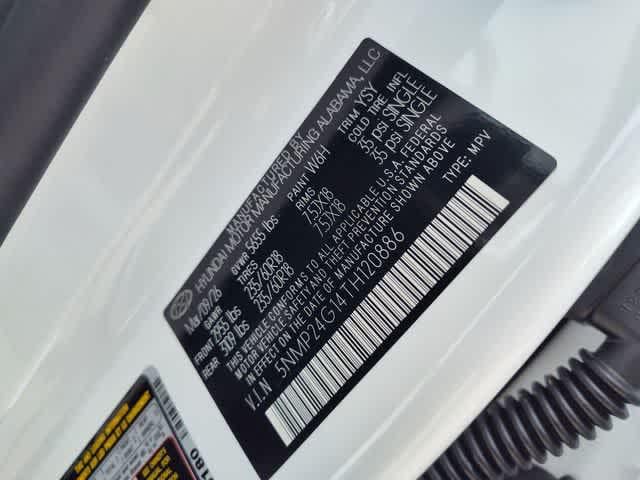 MANUFACTURED BY
HYUNDAI MOTOR MANUFACTURING ALABAMA, LLC
Mar/09/26 GVWR 5655 lbs PAINT W6H TRIM YSY
GAWR TIRES RIMS COLD TIRE INFL
FRONT 2955 lbs 235/60R18 7.5JX18 35 psi SINGLE
REAR 3109 lbs 235/60R18 7.5JX18 35 psi SINGLE
THIS VEHICLE CONFORMS TO ALL APPLICABLE U.S.A. FEDERAL
MOTOR VEHICLE SAFETY AND THEFT PREVENTION STANDARDS
IN EFFECT ON THE DATE OF MANUFACTURE SHOWN ABOVE
V.I.N 5NMP24G14TH120886 TYPE: MPV